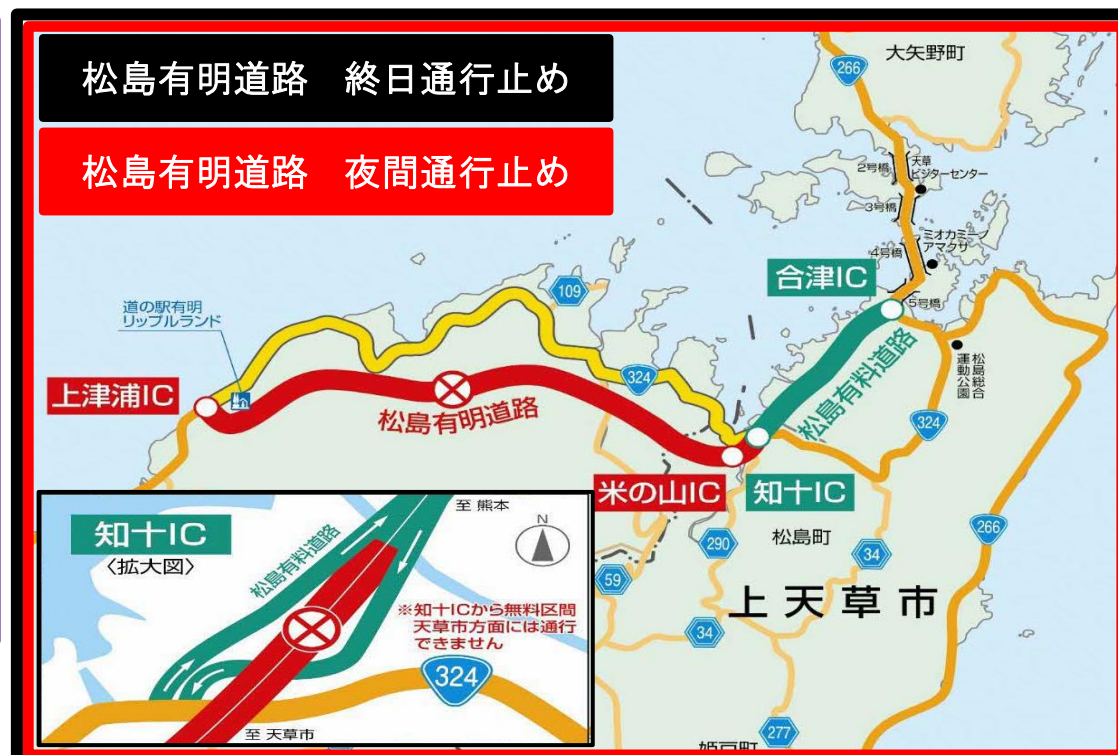 松島有明道路　終日通行止め
松島有明道路　夜間通行止め
大矢野町
266
2号橋
天草
ビジターセンター
3号橋
ミオカミーノ
アマクサ
4号橋
合津IC
5号橋
109
道の駅有明
リップルランド
324
松島有料道路
松島総合
運動公園
上津浦IC
松島有明道路
324
米の山IC
知十IC
266
290
松島町
34
59
上天草市
34
277
姫戸町
知十IC
〈拡大図〉
至 熊本
N
松島有料道路
※知十ICから無料区間
天草市方面には通行
できません
324
至 天草市